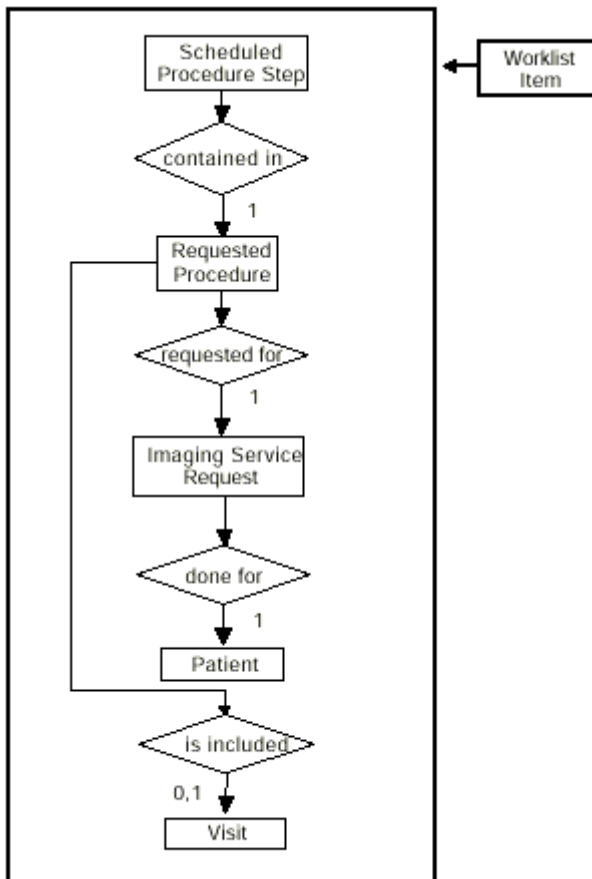 Scheduled
Procedure Step
Worklist
Item
contained in
1
Requested
Procedure
requested for
1
Imaging Service
Request
done for
1
Patient
is included
0,1
Visit